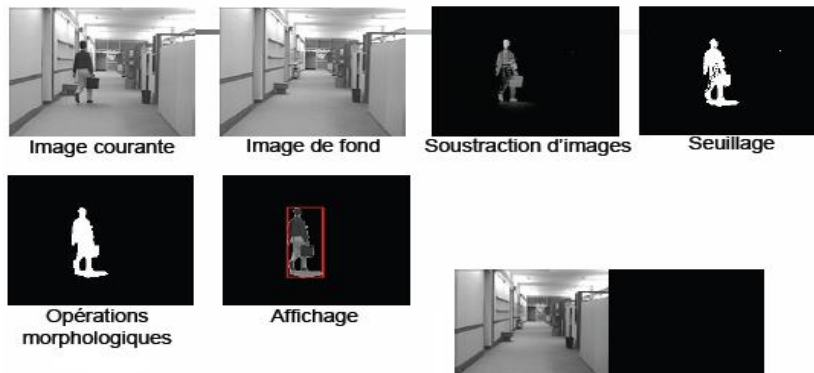 Image courante
Image de fond
Soustraction d'images
Seuillage
Opérations
morphologiques
Affichage